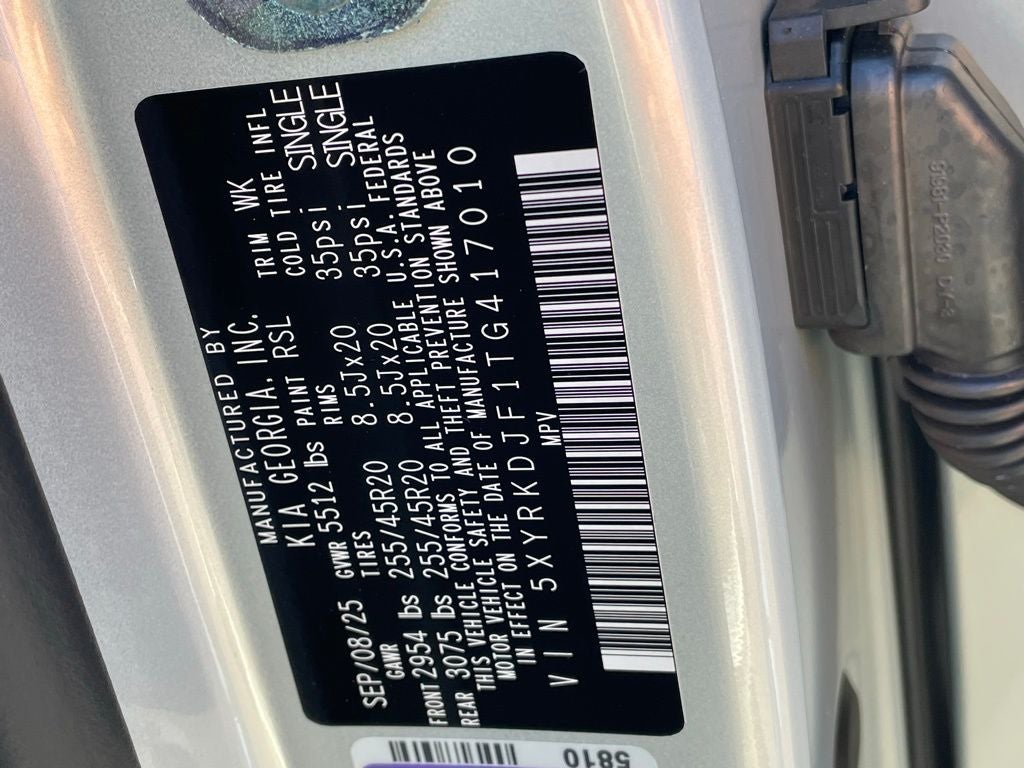 MANUFACTURED BY
KIA GEORGIA, INC.
SEP/08/25 GVWR 5512 lbs PAINT RSL TRIM WK
GAWR TIRES RIMS COLD TIRE INFL
FRONT 2954 lbs 255/45R20 8.5Jx20 35psi SINGLE
REAR 3075 lbs 255/45R20 8.5Jx20 35psi SINGLE
THIS VEHICLE CONFORMS TO ALL APPLICABLE U.S.A. FEDERAL
MOTOR VEHICLE SAFETY AND THEFT PREVENTION STANDARDS
IN EFFECT ON THE DATE OF MANUFACTURE SHOWN ABOVE
MPV
VIN 5XYRKDJF1TG417010
5810